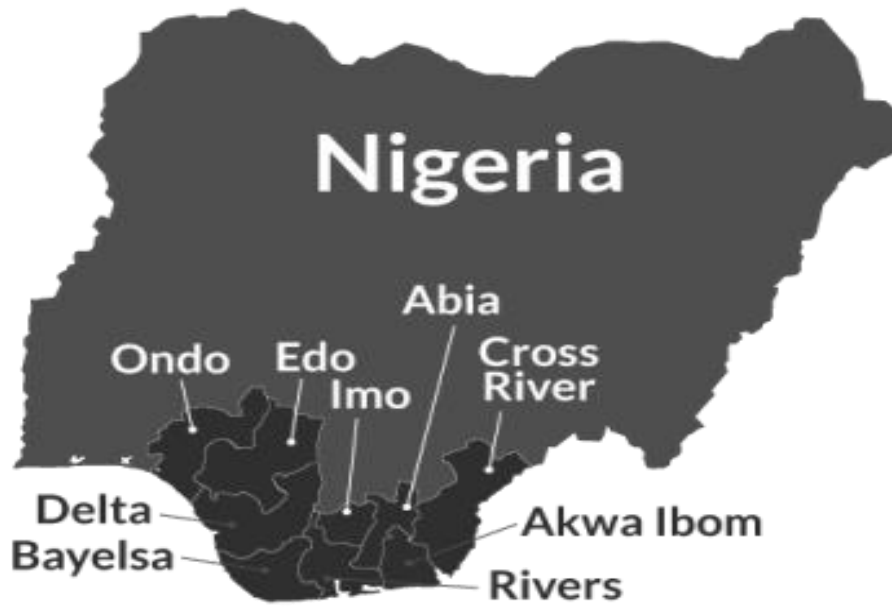 Nigeria
Abia
Ondo
Edo
Imo
Cross
River
Delta
Bayelsa
Akwa Ibom
Rivers